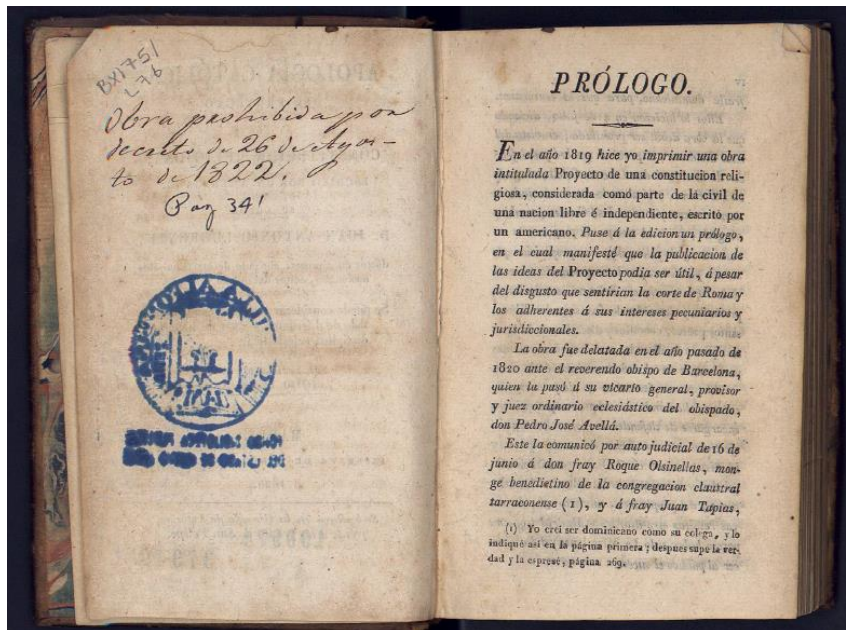 BX1751
L76
Obra prohibida por
decreto de 26 de Agos-
to de 1822.
Pag 341
PRÓLOGO.
En el año 1819 hice yo imprimir una obra
intitulada Proyecto de una constitucion reli-
giosa, considerada como parte de la civil de
una nacion libre é independiente, escrito por
un americano. Puse á la edicion un prólogo,
en el cual manifesté que la publicacion de
las ideas del Proyecto podia ser útil, á pesar
del disgusto que sentirian la corte de Roma y
los adherentes á sus intereses pecuniarios y
jurisdiccionales.
La obra fue delatada en el año pasado de
1820 ante el reverendo obispo de Barcelona,
quien la pasó á su vicario general, provisor
y juez ordinario eclesiástico del obispado,
don Pedro José Avellá.
Este la comunicó por auto judicial de 16 de
junio á don fray Roque Olsinellas, mon-
ge benedictino de la congregacion claustral
tarraconense (1), y á fray Juan Tapias,
(1) Yo crei ser dominicano como su colega, y lo
indiqué asi en la página primera; despues supe la ver-
dad y la espresé, página 269.